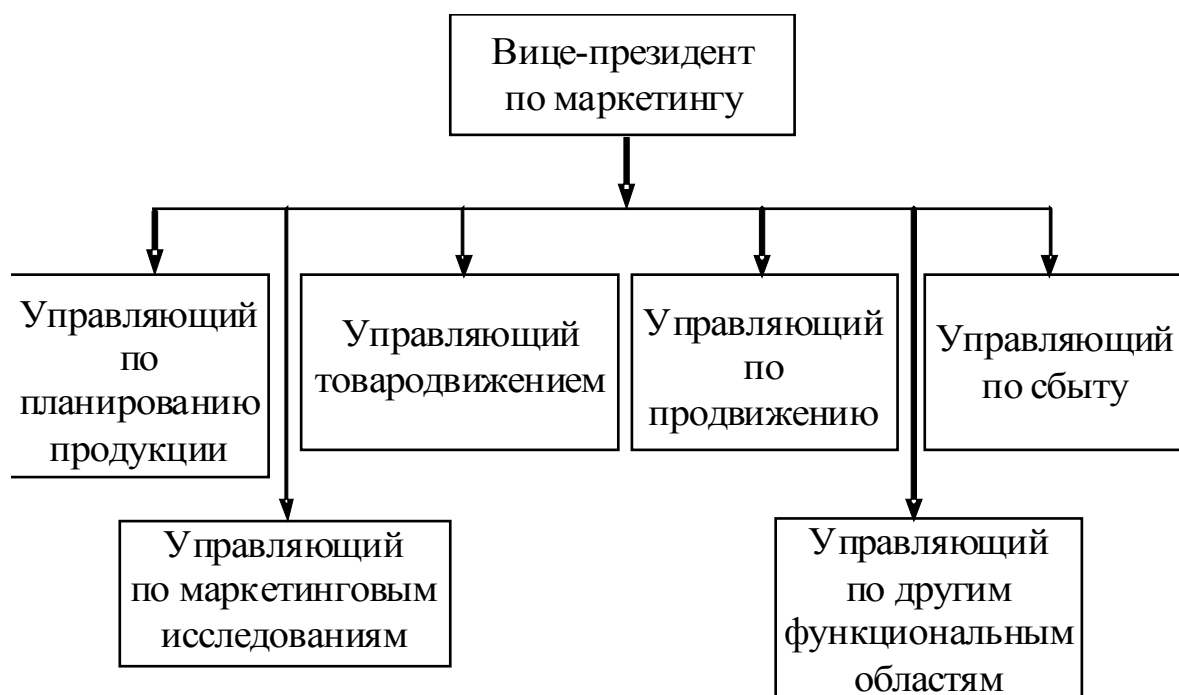 Вице-президент
по маркетингу
Управляющий
по
планированию
продукции
Управляющий
товародвижением
Управляющий
по
продвижению
Управляющий
по сбыту
Управляющий
по маркетинговым
исследованиям
Управляющий
по другим
функциональным
областям